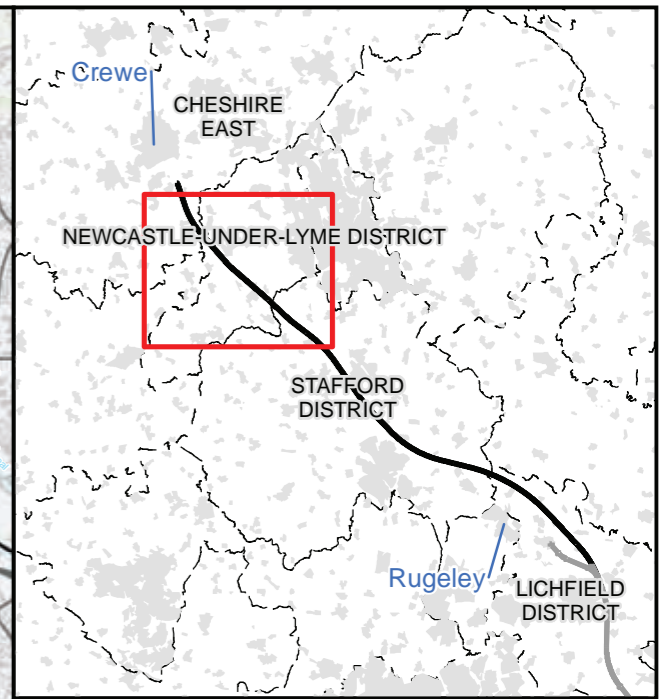 Crewe
CHESHIRE
EAST
NEWCASTLE-UNDER-LYME DISTRICT
STAFFORD
DISTRICT
Rugeley
LICHFIELD
DISTRICT